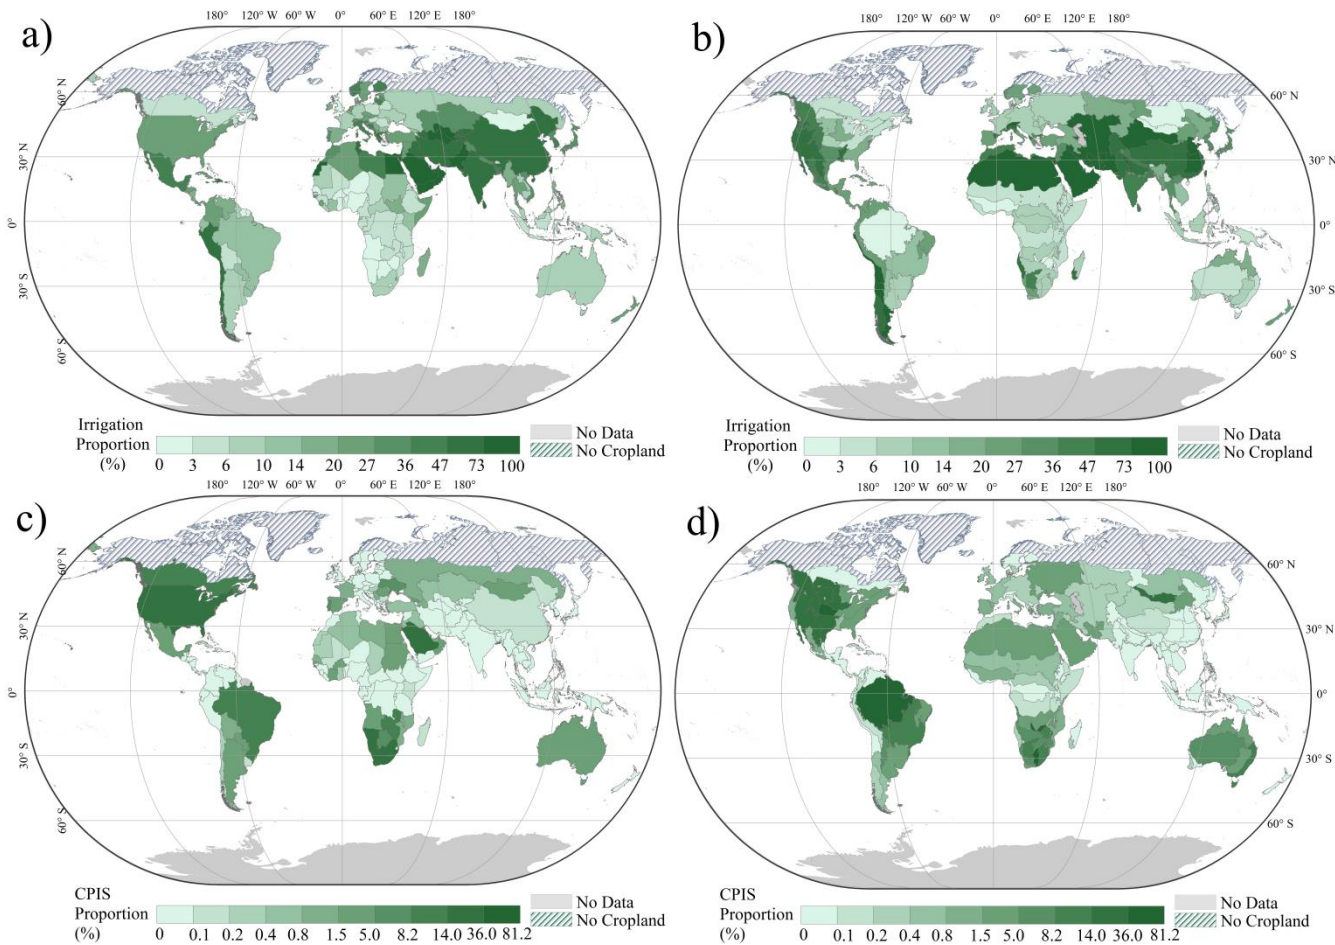 180° 120° W 60° W 0° 60° E 120° E 180°
a)
60° N
30° N
0°
30° S
60° S
Irrigation
Proportion
(%)
0 3 6 10 14 20 27 36 47 73 100
No Data
No Cropland
180° 120° W 60° W 0° 60° E 120° E 180°
b)
60° N
30° N
0°
30° S
60° S
Irrigation
Proportion
(%)
0 3 6 10 14 20 27 36 47 73 100
No Data
No Cropland
180° 120° W 60° W 0° 60° E 120° E 180°
c)
60° N
30° N
0°
30° S
60° S
CPIS
Proportion
(%)
0 0.1 0.2 0.4 0.8 1.5 5.0 8.2 14.0 36.0 81.2
No Data
No Cropland
180° 120° W 60° W 0° 60° E 120° E 180°
d)
60° N
30° N
0°
30° S
60° S
CPIS
Proportion
(%)
0 0.1 0.2 0.4 0.8 1.5 5.0 8.2 14.0 36.0 81.2
No Data
No Cropland